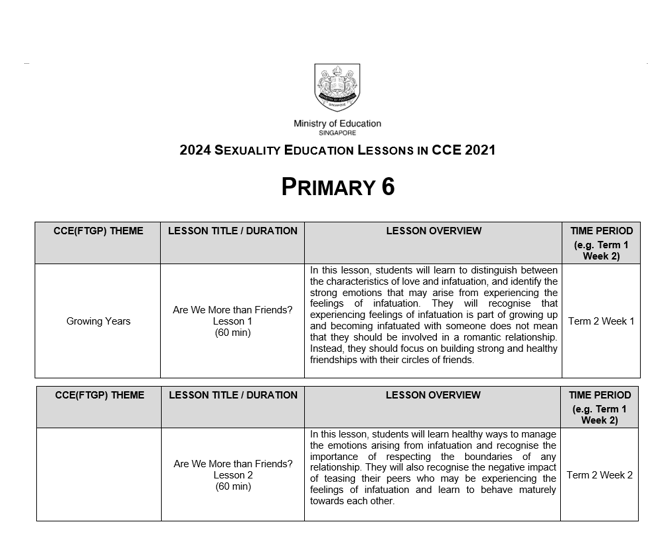 Ministry of Education
SINGAPORE
2024 SEXUALITY EDUCATION LESSONS IN CCE 2021
PRIMARY 6
CCE(FTGP) THEME
LESSON TITLE / DURATION
LESSON OVERVIEW
TIME PERIOD
(e.g. Term 1
Week 2)
Growing Years
Are We More than Friends?
Lesson 1
(60 min)
In this lesson, students will learn to distinguish between
the characteristics of love and infatuation, and identify the
strong emotions that may arise from experiencing the
feelings of infatuation. They will recognise that
experiencing feelings of infatuation is part of growing up
and becoming infatuated with someone does not mean
that they should be involved in a romantic relationship.
Instead, they should focus on building strong and healthy
friendships with their circles of friends.
Term 2 Week 1
CCE(FTGP) THEME
LESSON TITLE / DURATION
LESSON OVERVIEW
TIME PERIOD
(e.g. Term 1
Week 2)
Are We More than Friends?
Lesson 2
(60 min)
In this lesson, students will learn healthy ways to manage
the emotions arising from infatuation and recognise the
importance of respecting the boundaries of any
relationship. They will also recognise the negative impact
of teasing their peers who may be experiencing the
feelings of infatuation and learn to behave maturely
towards each other.
Term 2 Week 2